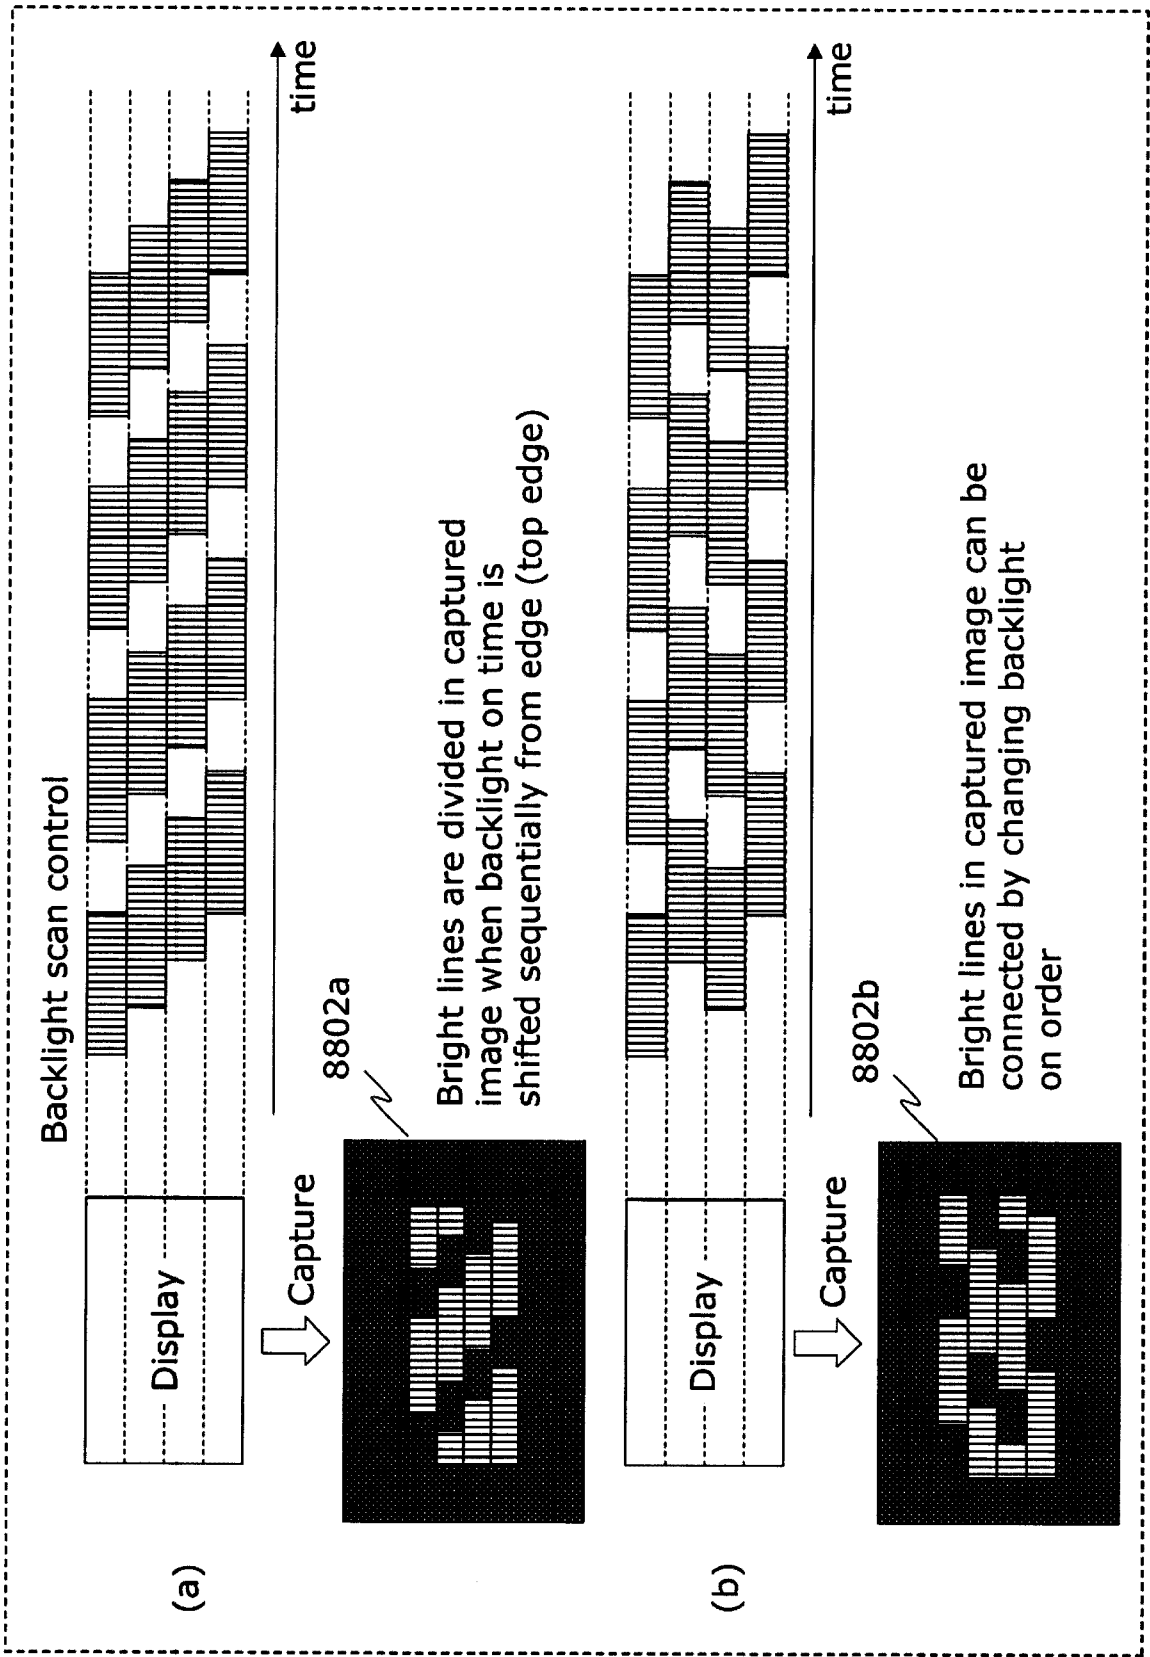 Backlight scan control
(a)
Display
time
Capture
8802a
Bright lines are divided in captured
image when backlight on time is
shifted sequentially from edge (top edge)
(b)
Display
time
Capture
8802b
Bright lines in captured image can be
connected by changing backlight
on order